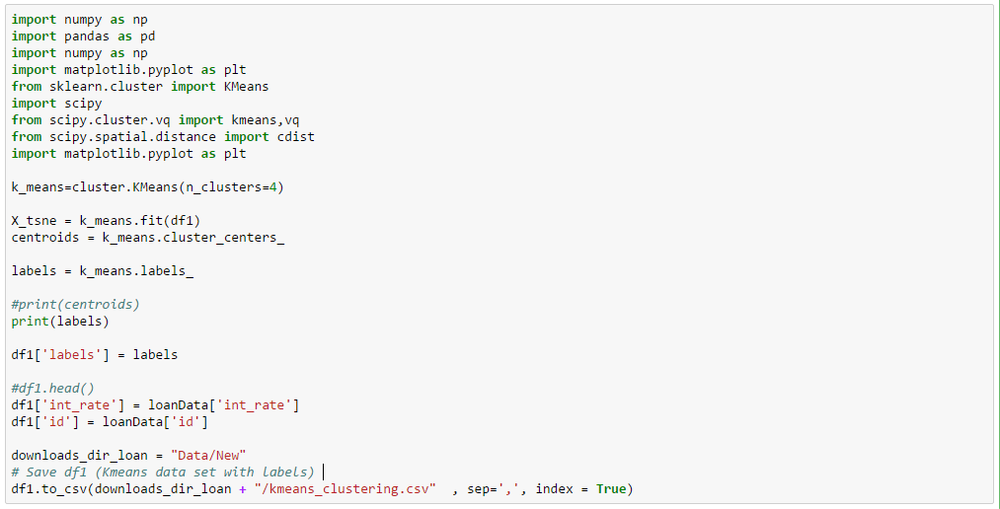 import numpy as np
import pandas as pd
import numpy as np
import matplotlib.pyplot as plt
from sklearn.cluster import KMeans
import scipy
from scipy.cluster.vq import kmeans,vq
from scipy.spatial.distance import cdist
import matplotlib.pyplot as plt
k_means=cluster.KMeans(n_clusters=4)
X_tsne = k_means.fit(df1)
centroids = k_means.cluster_centers_
labels = k_means.labels_
#print(centroids)
print(labels)
df1['labels'] = labels
#df1.head()
df1['int_rate'] = loanData['int_rate']
df1['id'] = loanData['id']
downloads_dir_loan = "Data/New"
# Save df1 (Kmeans data set with labels)
df1.to_csv(downloads_dir_loan + "/kmeans_clustering.csv"  , sep=',', index = True)